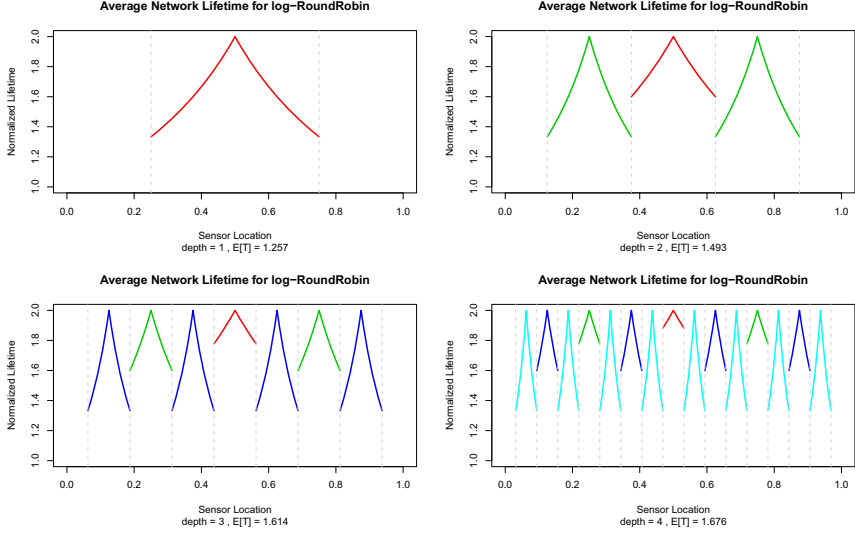 Average Network Lifetime for log−RoundRobin
Normalized Lifetime
1.0 1.2 1.4 1.6 1.8 2.0
0.0 0.2 0.4 0.6 0.8 1.0
Sensor Location
depth = 1 , E[T] = 1.257
Average Network Lifetime for log−RoundRobin
Normalized Lifetime
1.0 1.2 1.4 1.6 1.8 2.0
0.0 0.2 0.4 0.6 0.8 1.0
Sensor Location
depth = 2 , E[T] = 1.493
Average Network Lifetime for log−RoundRobin
Normalized Lifetime
1.0 1.2 1.4 1.6 1.8 2.0
0.0 0.2 0.4 0.6 0.8 1.0
Sensor Location
depth = 3 , E[T] = 1.614
Average Network Lifetime for log−RoundRobin
Normalized Lifetime
1.0 1.2 1.4 1.6 1.8 2.0
0.0 0.2 0.4 0.6 0.8 1.0
Sensor Location
depth = 4 , E[T] = 1.676